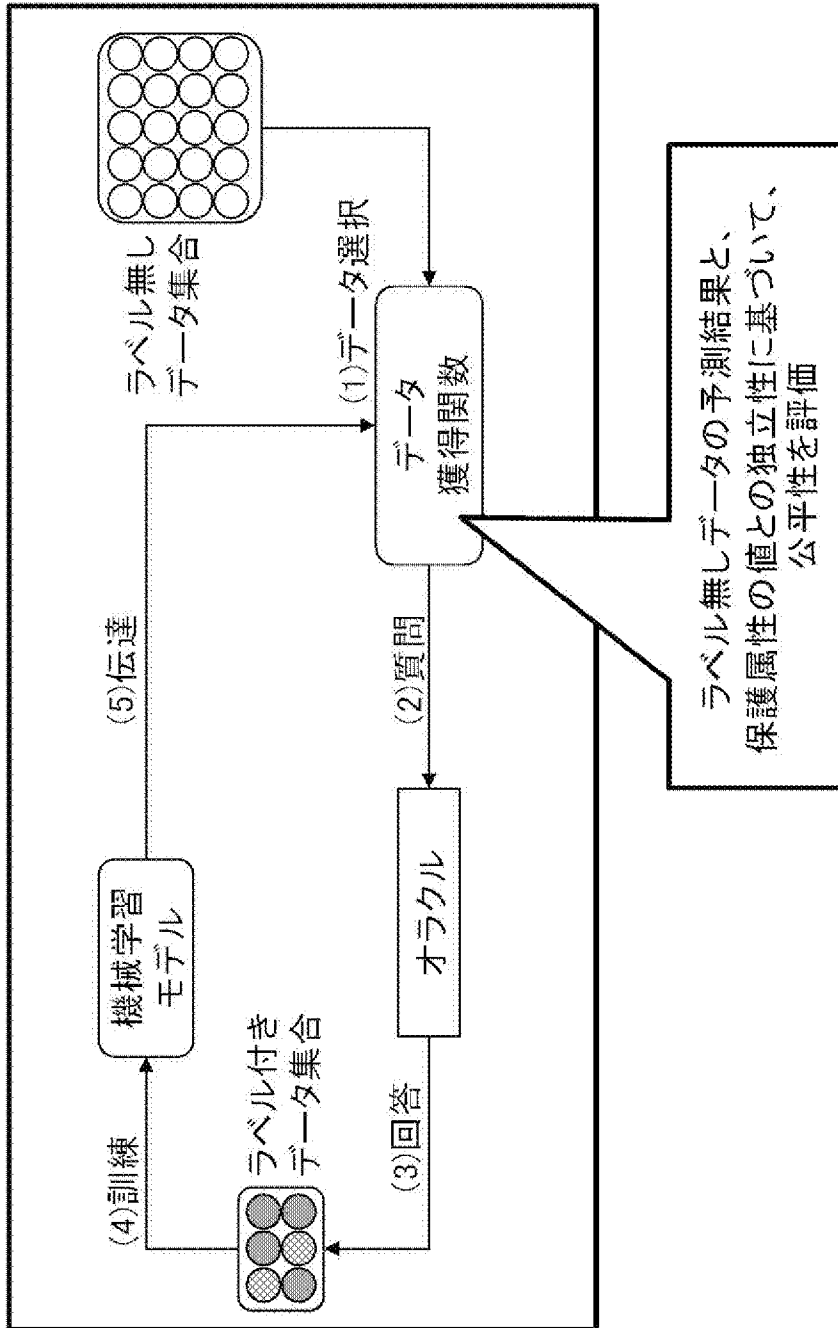 (4)訓練
機械学習
モデル
(5)伝達
ラベル無し
データ集合
ラベル付き
データ集合
(1)データ選択
(3)回答
オラクル
(2)質問
データ
獲得関数
ラベル無しデータの予測結果と、
保護属性の値との独立性に基づいて、
公平性を評価